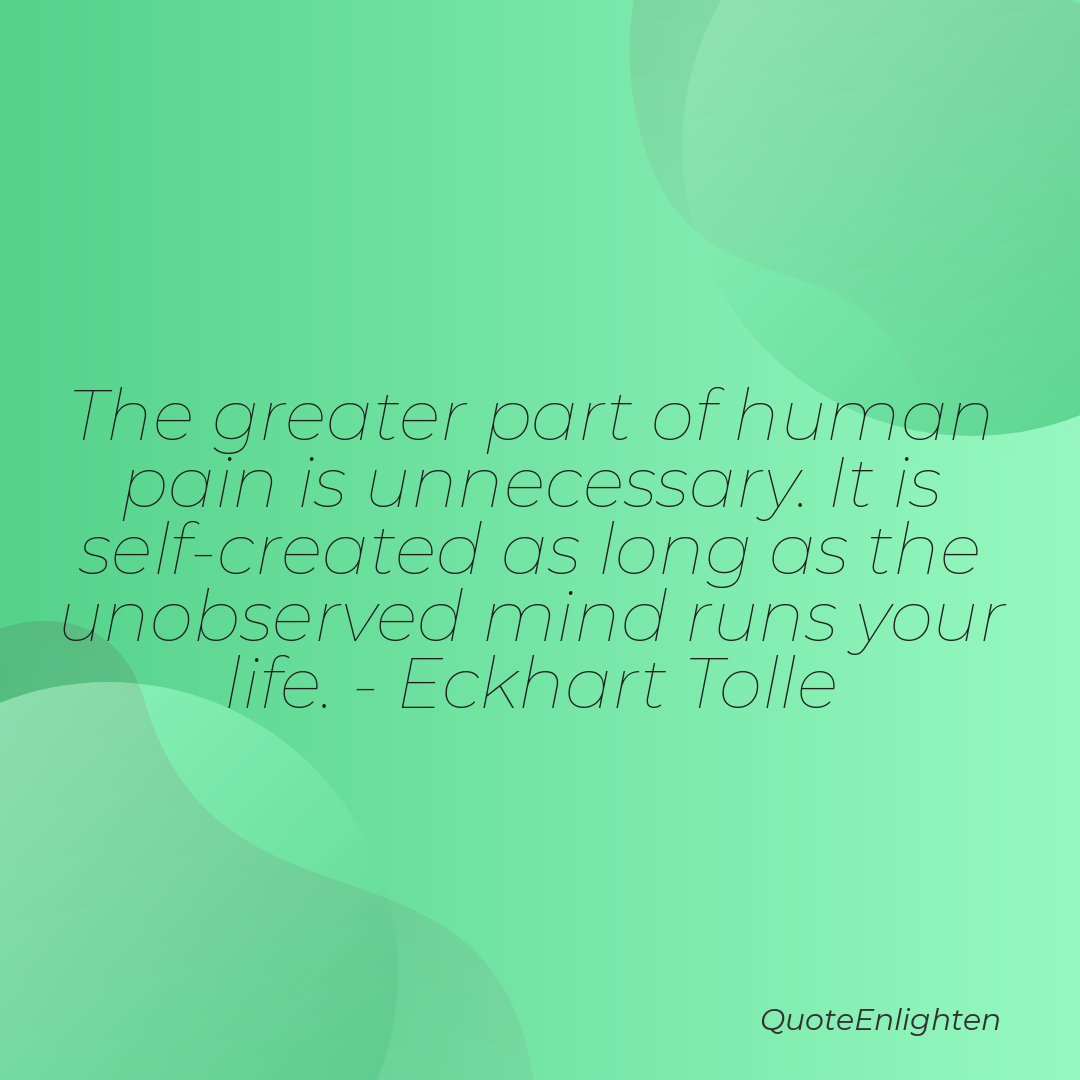 The greater part of human
pain is unnecessary. It is
self-created as long as the
unobserved mind runs your
life. - Eckhart Tolle
QuoteEnlighten